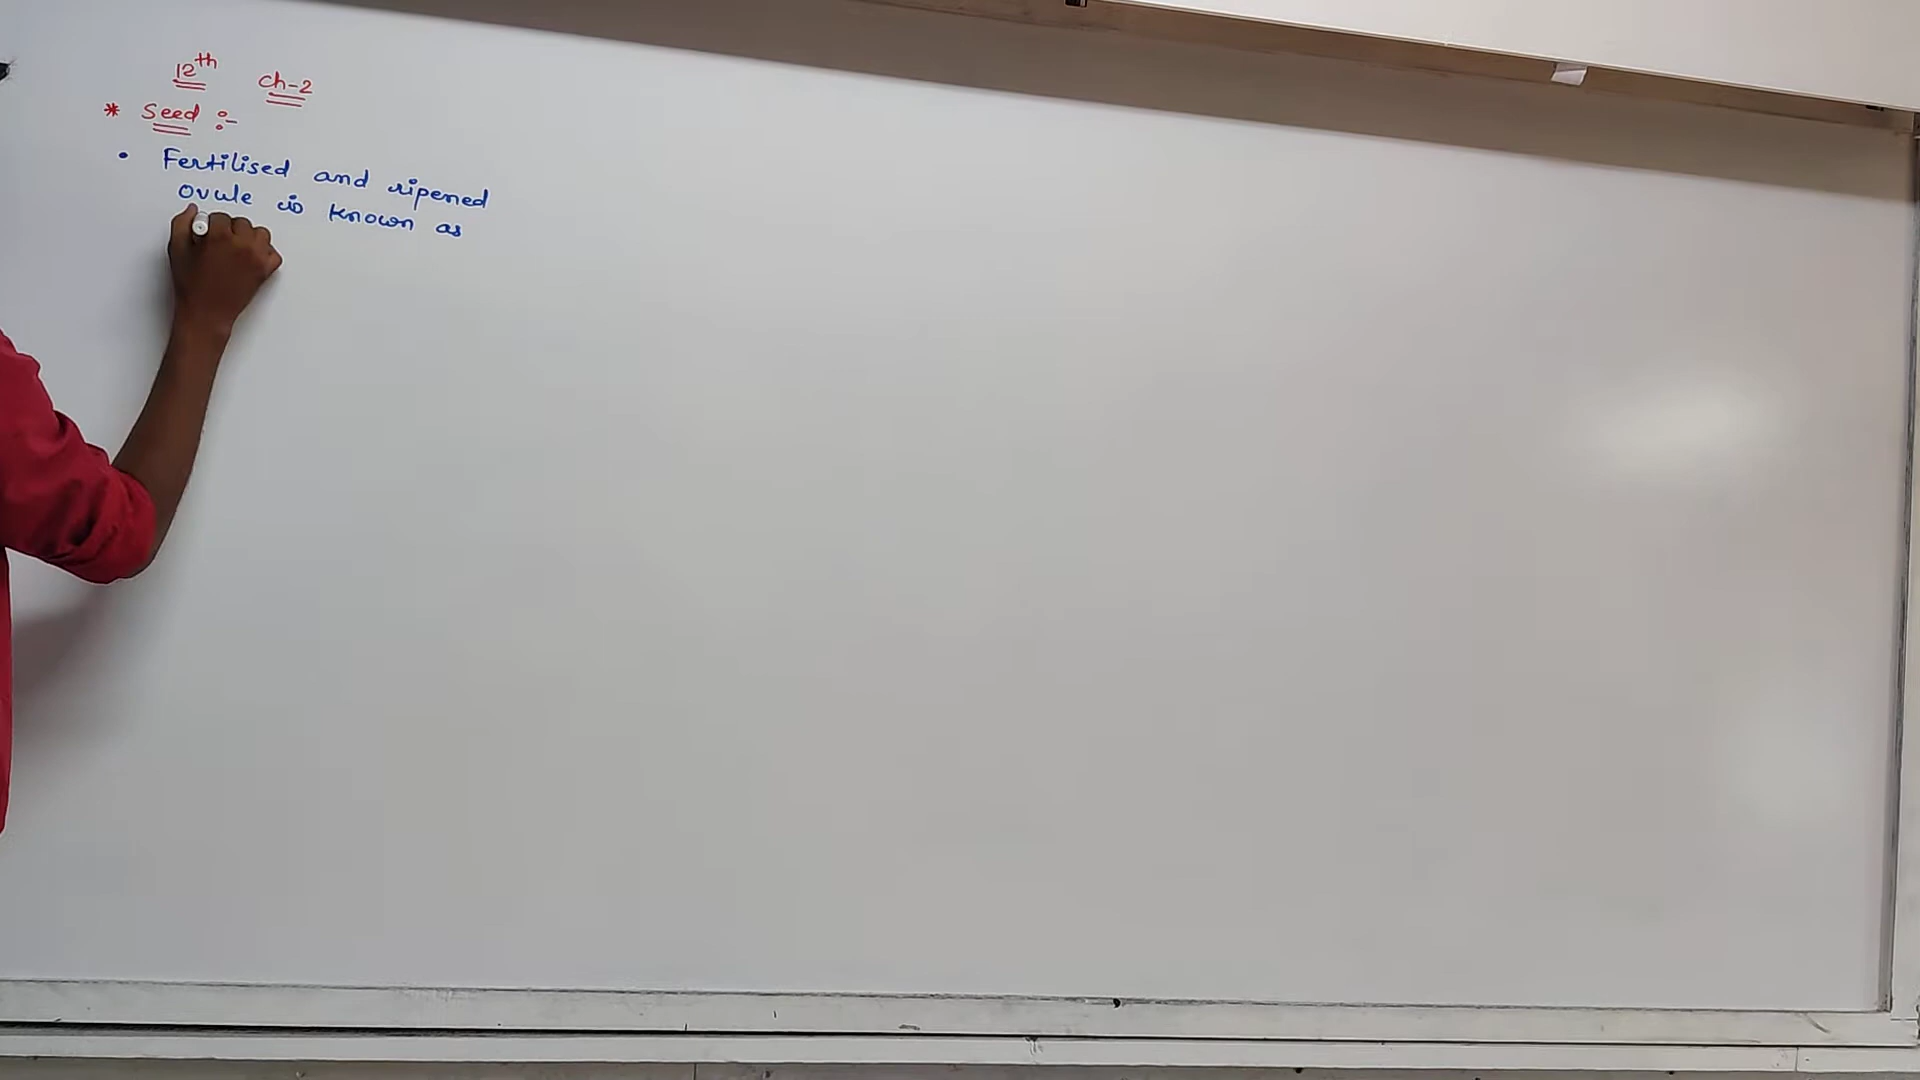 12th ch-2
* Seed :-
• Fertilised and ripened
ovule is known as